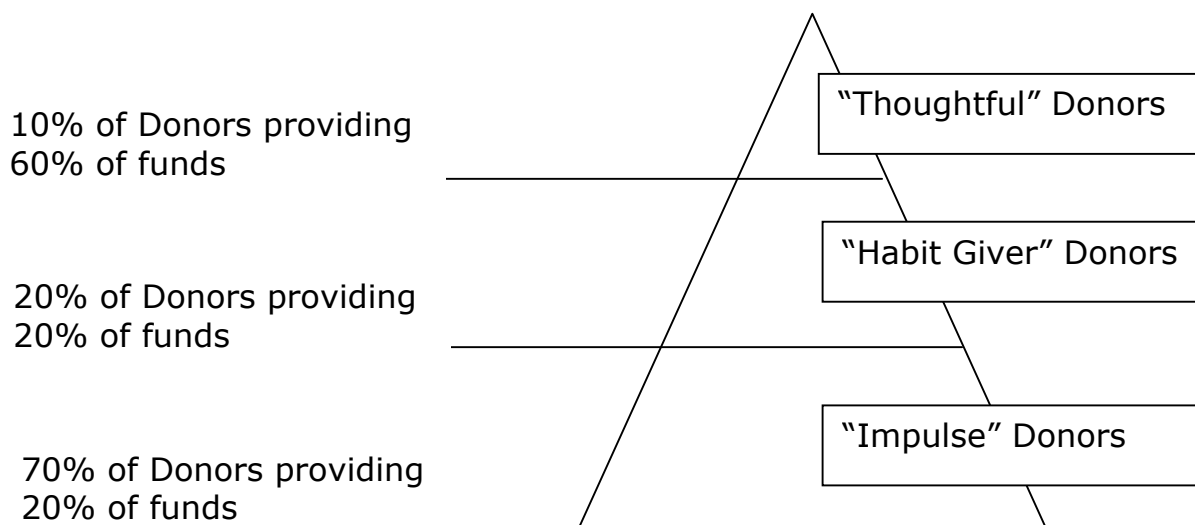 “Thoughtful” Donors
10% of Donors providing
60% of funds
“Habit Giver” Donors
20% of Donors providing
20% of funds
“Impulse” Donors
70% of Donors providing
20% of funds